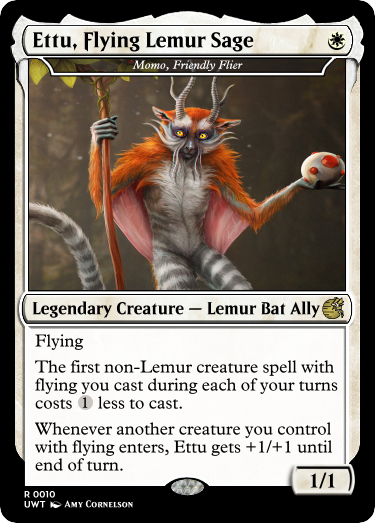 Ettu, Flying Lemur Sage
Momo, Friendly Flier
Legendary Creature — Lemur Bat Ally
Flying
The first non-Lemur creature spell with
flying you cast during each of your turns
costs 1 less to cast.
Whenever another creature you control
with flying enters, Ettu gets +1/+1 until
end of turn.
1/1
R 0010
UWT Amy Cornelson